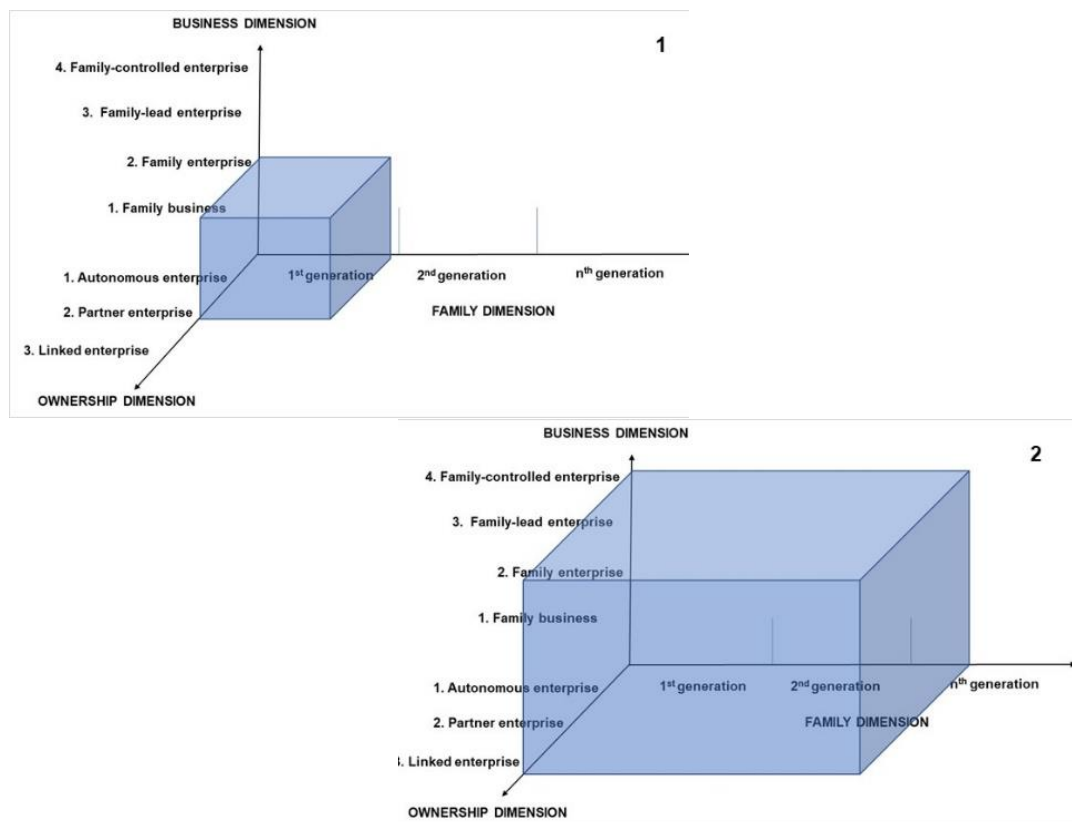 BUSINESS DIMENSION
1
4. Family-controlled enterprise
3. Family-lead enterprise
2. Family enterprise
1. Family business
1. Autonomous enterprise
1st generation
2nd generation
nth generation
2. Partner enterprise
FAMILY DIMENSION
3. Linked enterprise
OWNERSHIP DIMENSION
BUSINESS DIMENSION
2
4. Family-controlled enterprise
3. Family-lead enterprise
2. Family enterprise
1. Family business
1. Autonomous enterprise
1st generation
2nd generation
nth generation
2. Partner enterprise
FAMILY DIMENSION
3. Linked enterprise
OWNERSHIP DIMENSION